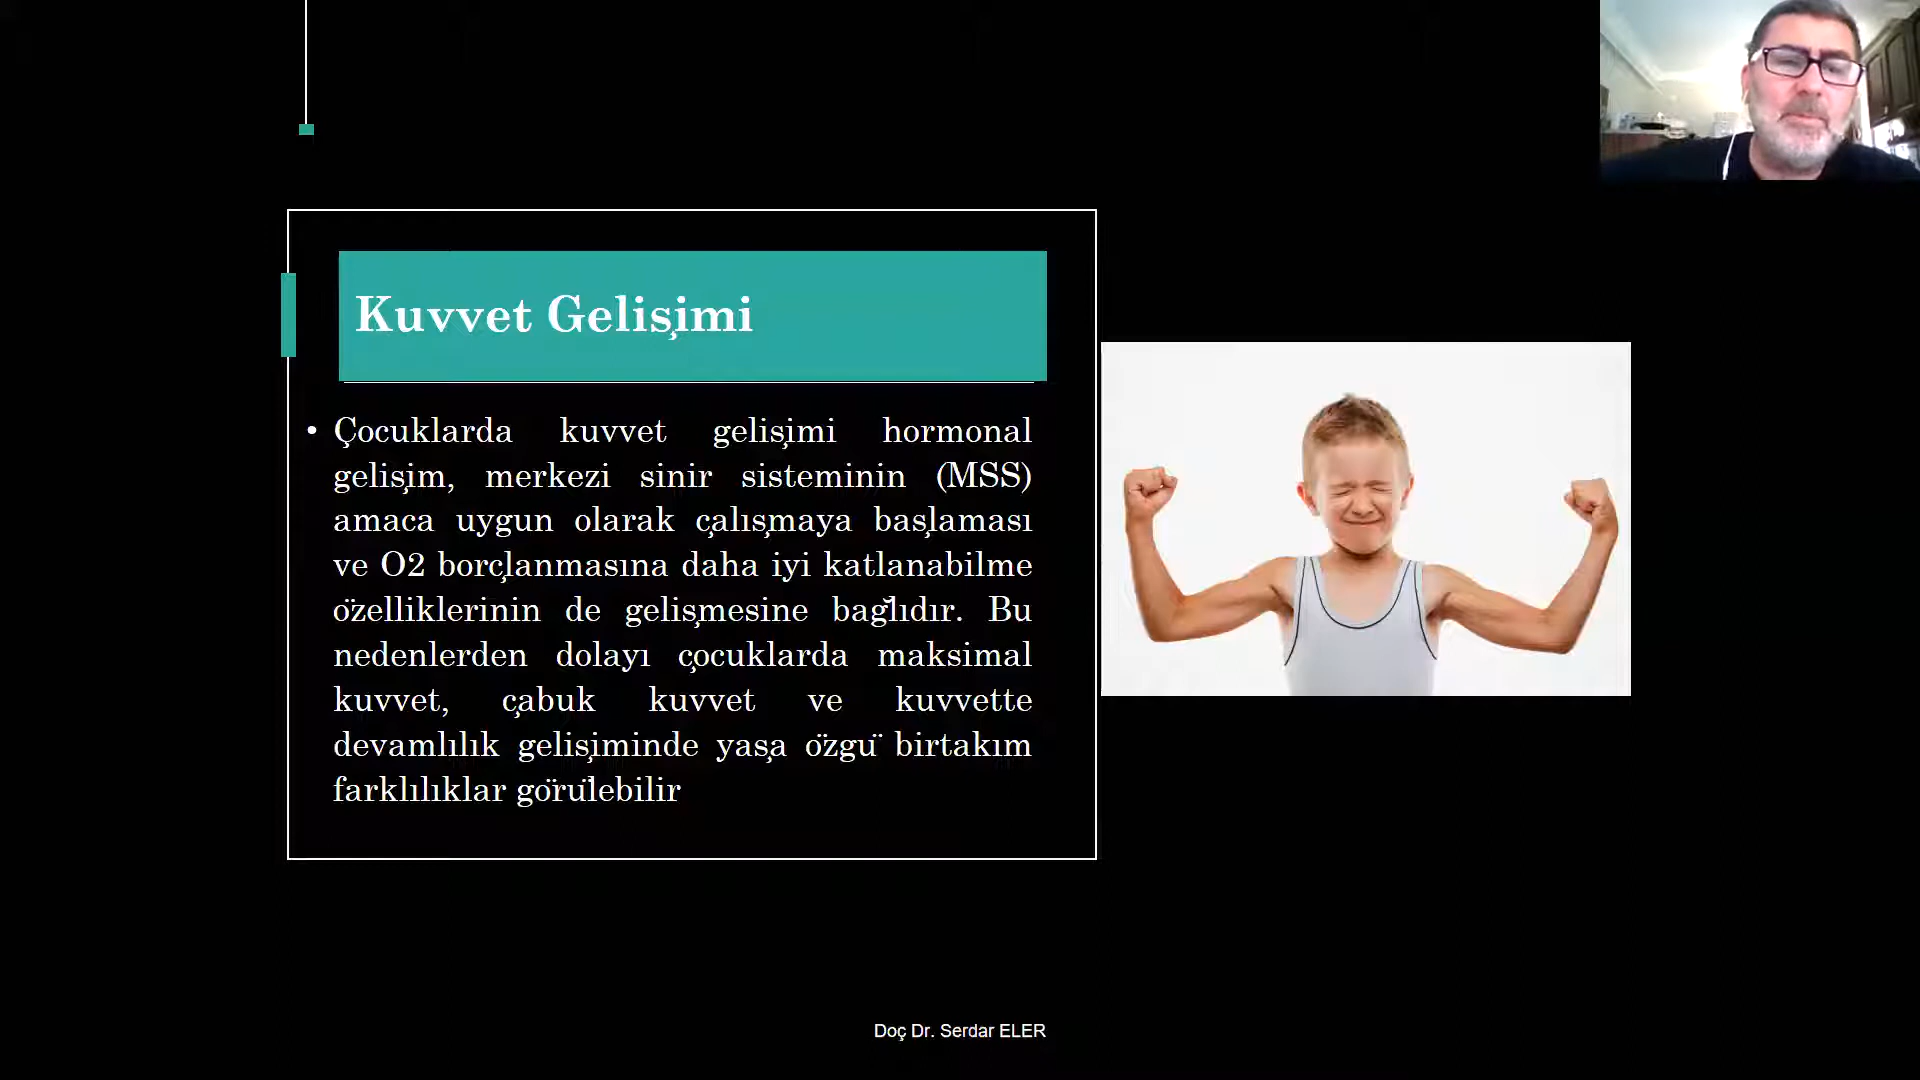 Kuvvet Gelişimi
• Çocuklarda kuvvet gelişimi hormonal
gelişim, merkezi sinir sisteminin (MSS)
amaca uygun olarak çalışmaya başlaması
ve O2 borçlanmasına daha iyi katlanabilme
özelliklerinin de gelişmesine bağlıdır. Bu
nedenlerden dolayı çocuklarda maksimal
kuvvet, çabuk kuvvet ve kuvvette
devamlılık gelişiminde yaşa özgü birtakım
farklılıklar görülebilir
Doç Dr. Serdar ELER